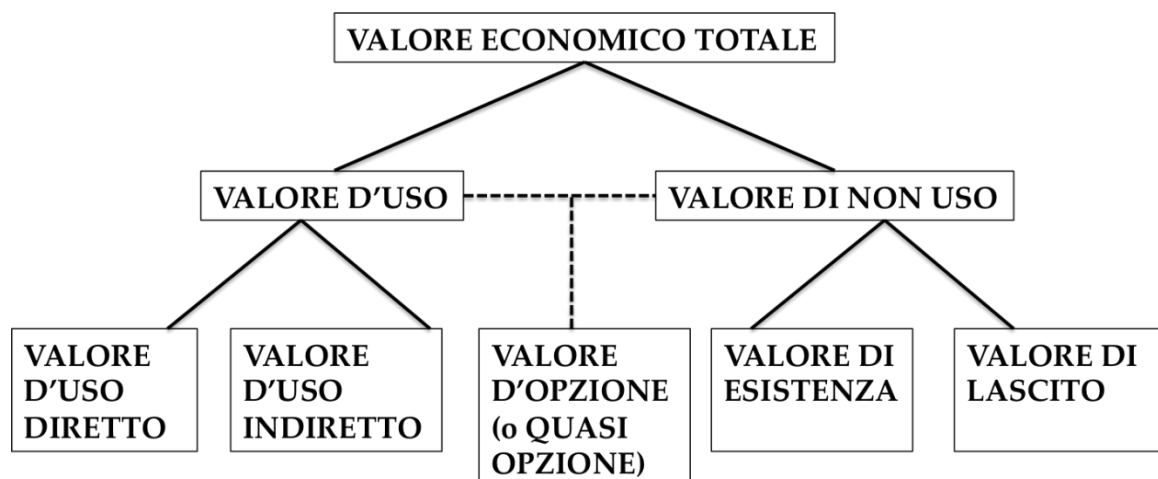 VALORE ECONOMICO TOTALE
VALORE D’USO
VALORE DI NON USO
VALORE
D’USO
DIRETTO
VALORE
D’USO
INDIRETTO
VALORE
D’OPZIONE
(o QUASI
OPZIONE)
VALORE DI
ESISTENZA
VALORE DI
LASCITO